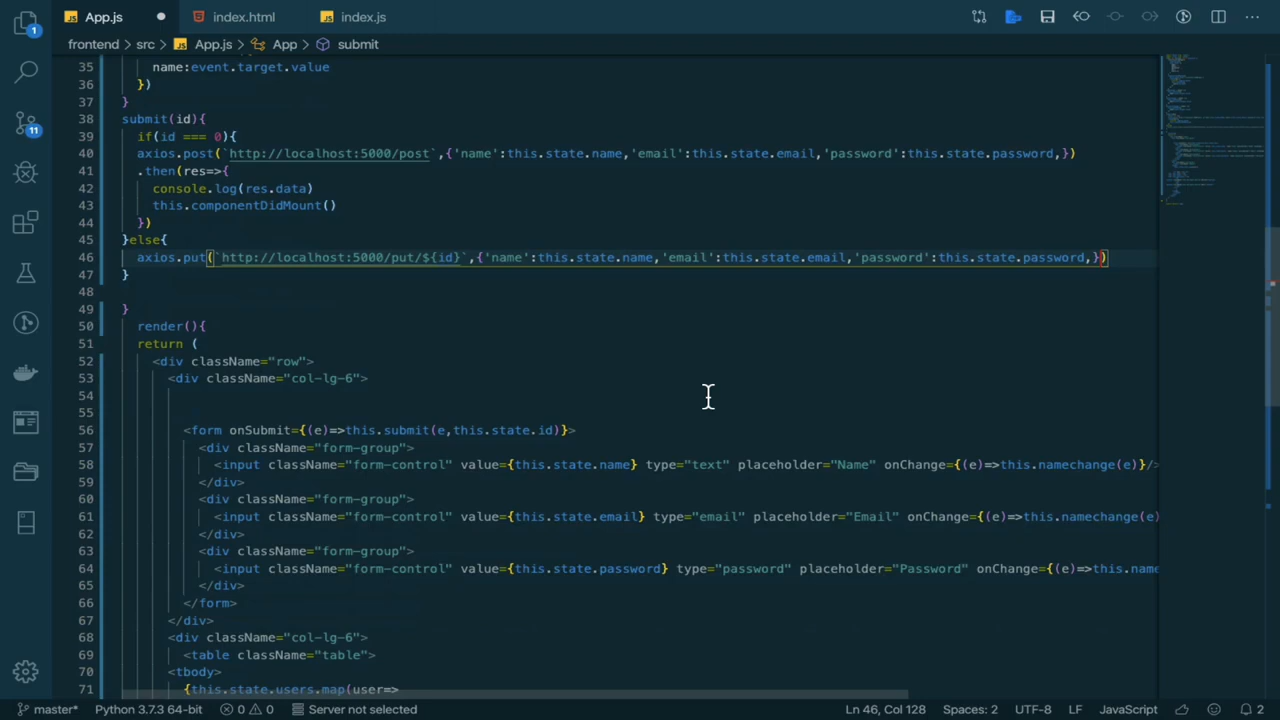 App.js
index.html
index.js
frontend > src > App.js > App > submit
35 name:event.target.value
36 })
37 }
38 submit(id){
39 if(id === 0){
40 axios.post(`http://localhost:5000/post`,{'name':this.state.name,'email':this.state.email,'password':this.state.password,})
41 .then(res=>{
42 console.log(res.data)
43 this.componentDidMount()
44 })
45 }else{
46 axios.put(`http://localhost:5000/put/${id}`,{'name':this.state.name,'email':this.state.email,'password':this.state.password,})
47 }
48
49 }
50 render(){
51 return (
52 <div className="row">
53 <div className="col-lg-6">
54
55
56 <form onSubmit={(e)=>this.submit(e,this.state.id)}>
57 <div className="form-group">
58 <input className="form-control" value={this.state.name} type="text" placeholder="Name" onChange={(e)=>this.namechange(e)}/>
59 </div>
60 <div className="form-group">
61 <input className="form-control" value={this.state.email} type="email" placeholder="Email" onChange={(e)=>this.namechange(e)
62 </div>
63 <div className="form-group">
64 <input className="form-control" value={this.state.password} type="password" placeholder="Password" onChange={(e)=>this.name
65 </div>
66 </form>
67 </div>
68 <div className="col-lg-6">
69 <table className="table">
70 <tbody>
71 {this.state.users.map(user=>
1
11
master* Python 3.7.3 64-bit 0 0 Server not selected Ln 46, Col 128 Spaces: 2 UTF-8 LF JavaScript 2